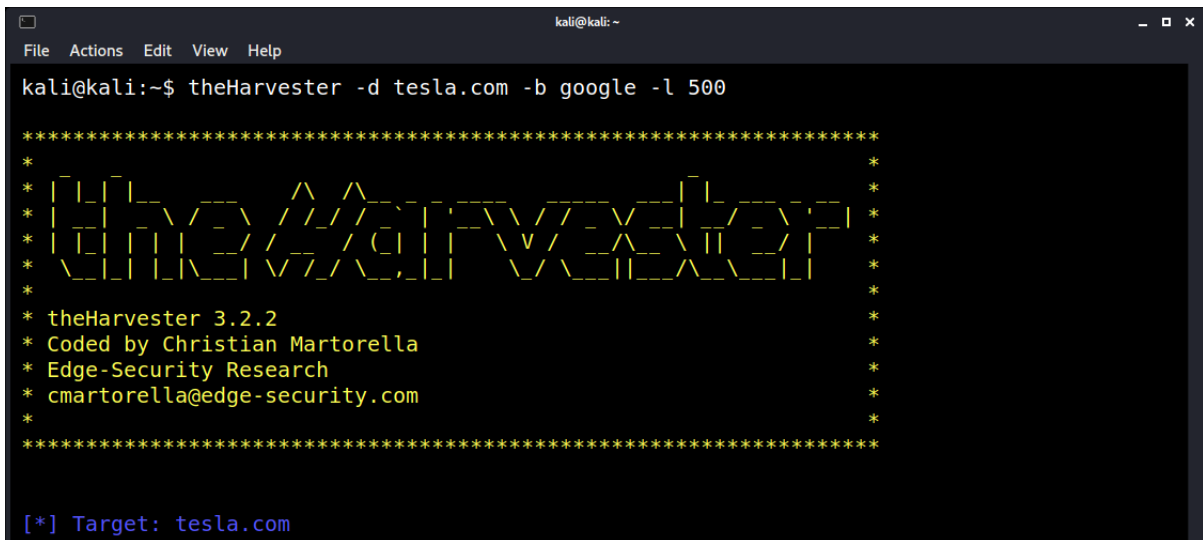 kali@kali: ~
File Actions Edit View Help
kali@kali:~$ theHarvester -d tesla.com -b google -l 500
*******************************************************************
*                                                                 *
* theHarvester                                                    *
*                                                                 *
* theHarvester 3.2.2                                              *
* Coded by Christian Martorella                                   *
* Edge-Security Research                                          *
* cmartorella@edge-security.com                                   *
*                                                                 *
*******************************************************************
[*] Target: tesla.com